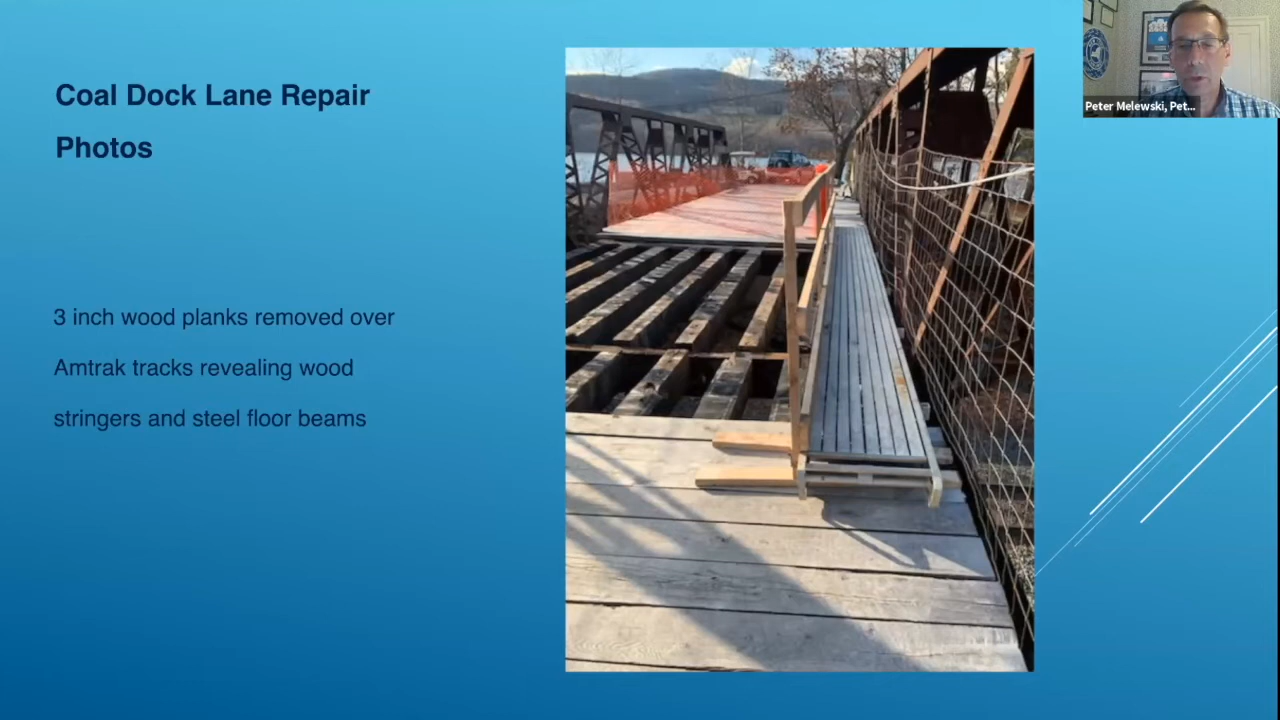 Coal Dock Lane Repair
Photos
3 inch wood planks removed over
Amtrak tracks revealing wood
stringers and steel floor beams
Peter Melewski, Pet...